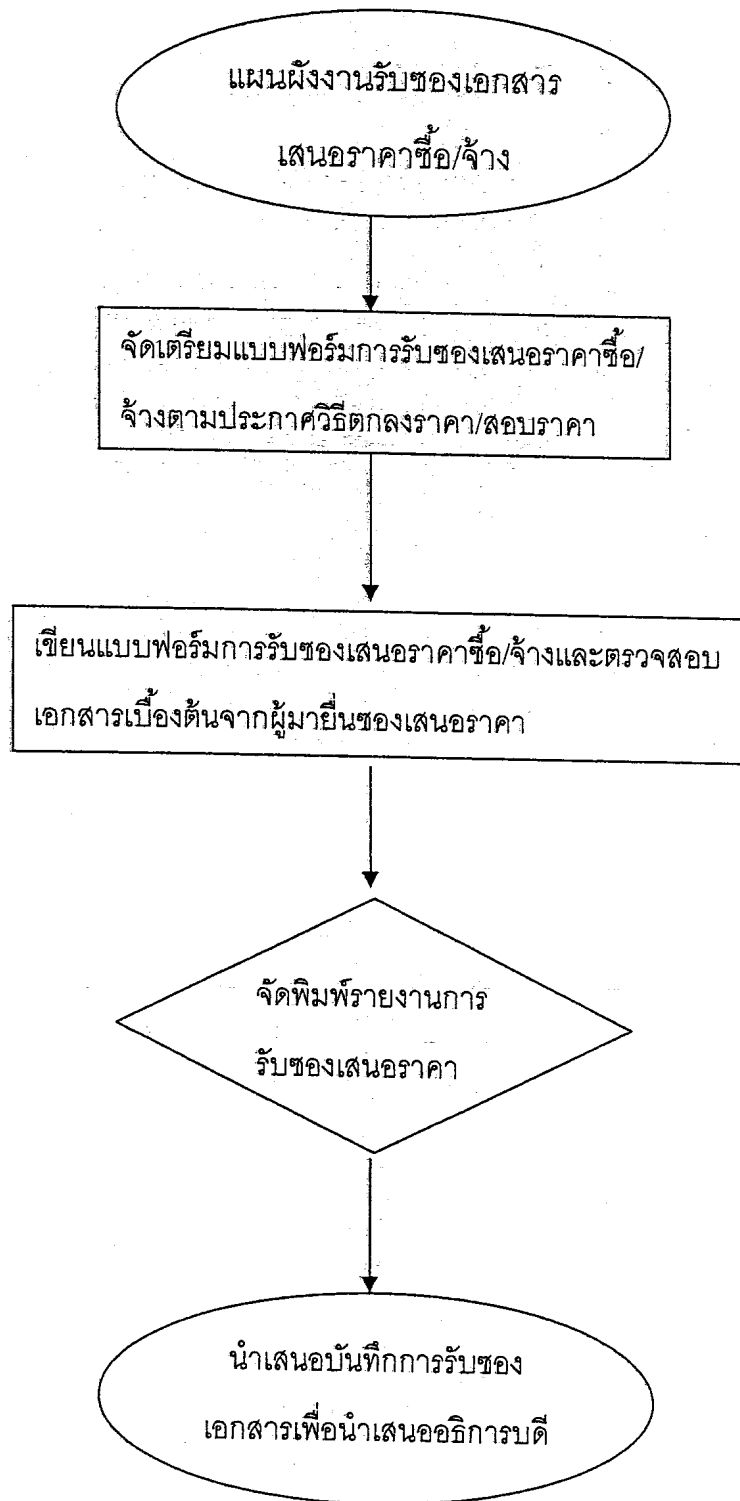 แผนผังงานรับซองเอกสาร
เสนอราคาซื้อ/จ้าง
จัดเตรียมแบบฟอร์มการรับซองเสนอราคาซื้อ/
จ้างตามประกาศวิธีตกลงราคา/สอบราคา
เขียนแบบฟอร์มการรับซองเสนอราคาซื้อ/จ้างและตรวจสอบ
เอกสารเบื้องต้นจากผู้มายื่นซองเสนอราคา
จัดพิมพ์รายงานการ
รับซองเสนอราคา
นำเสนอบันทึกการรับซอง
เอกสารเพื่อนำเสนออธิการบดี